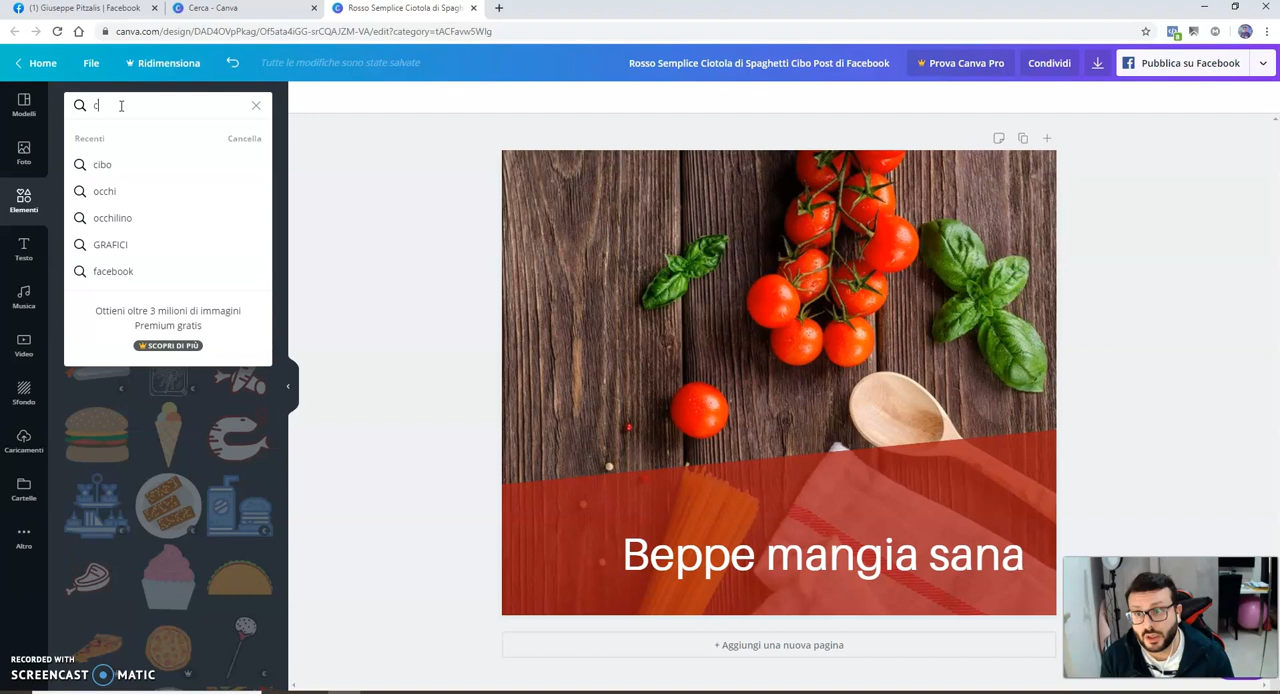 (1) Giuseppe Pitzalis | Facebook
Cerca - Canva
Rosso Semplice Ciotola di Spagh
canva.com/design/DAD4OVpPkag/Of5ata4iGG-srCQAJZM-VA/edit?category=tACFavw5WIg
Home
File
Ridimensiona
Tutte le modifiche sono state salvate
Rosso Semplice Ciotola di Spaghetti Cibo Post di Facebook
Prova Canva Pro
Condividi
Pubblica su Facebook
Modelli
Foto
Elementi
Testo
Musica
Video
Sfondo
Caricamenti
Cartelle
Altro
c
Recenti
Cancella
cibo
occhi
occhilino
GRAFICI
facebook
Ottieni oltre 3 milioni di immagini
Premium gratis
SCOPRI DI PIÙ
Beppe mangia sana
+ Aggiungi una nuova pagina
RECORDED WITH
SCREENCAST MATIC